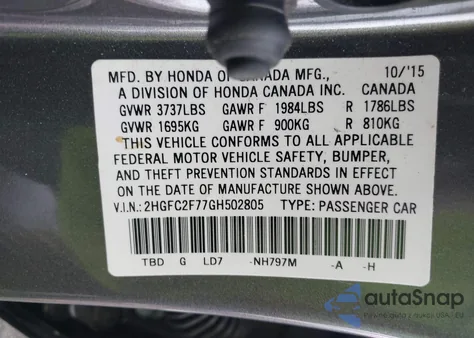 MFD. BY HONDA OF CANADA MFG., 10/'15
A DIVISION OF HONDA CANADA INC. CANADA
GVWR 3737LBS GAWR F 1984LBS R 1786LBS
GVWR 1695KG GAWR F 900KG R 810KG
THIS VEHICLE CONFORMS TO ALL APPLICABLE
FEDERAL MOTOR VEHICLE SAFETY, BUMPER,
AND THEFT PREVENTION STANDARDS IN EFFECT
ON THE DATE OF MANUFACTURE SHOWN ABOVE.
V.I.N.: 2HGFC2F77GH502805 TYPE: PASSENGER CAR
TBD G LD7 -NH797M -A -H
autoSnap